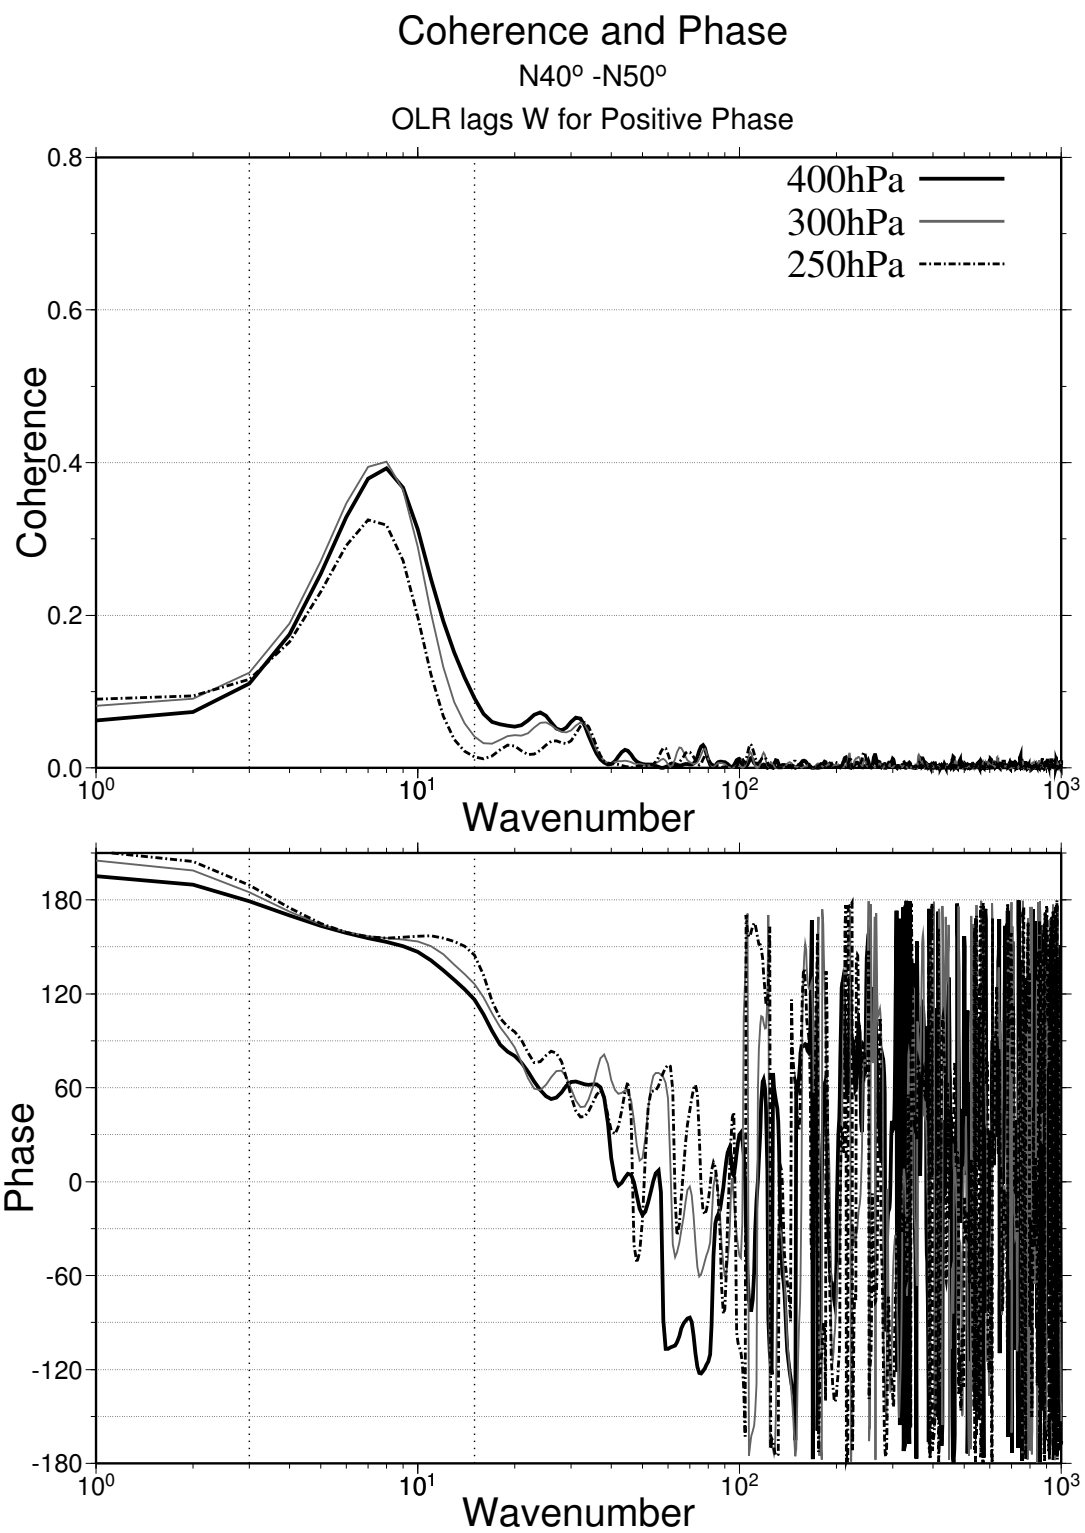 Coherence and Phase
N40° -N50°
OLR lags W for Positive Phase
400hPa
300hPa
250hPa
0.8
0.6
0.4
0.2
0.0
Coherence
10⁰ 10¹ 10² 10³
Wavenumber
180
120
60
0
-60
-120
-180
Phase
10⁰ 10¹ 10² 10³
Wavenumber